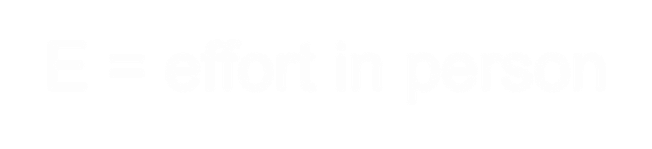 E = effort in person